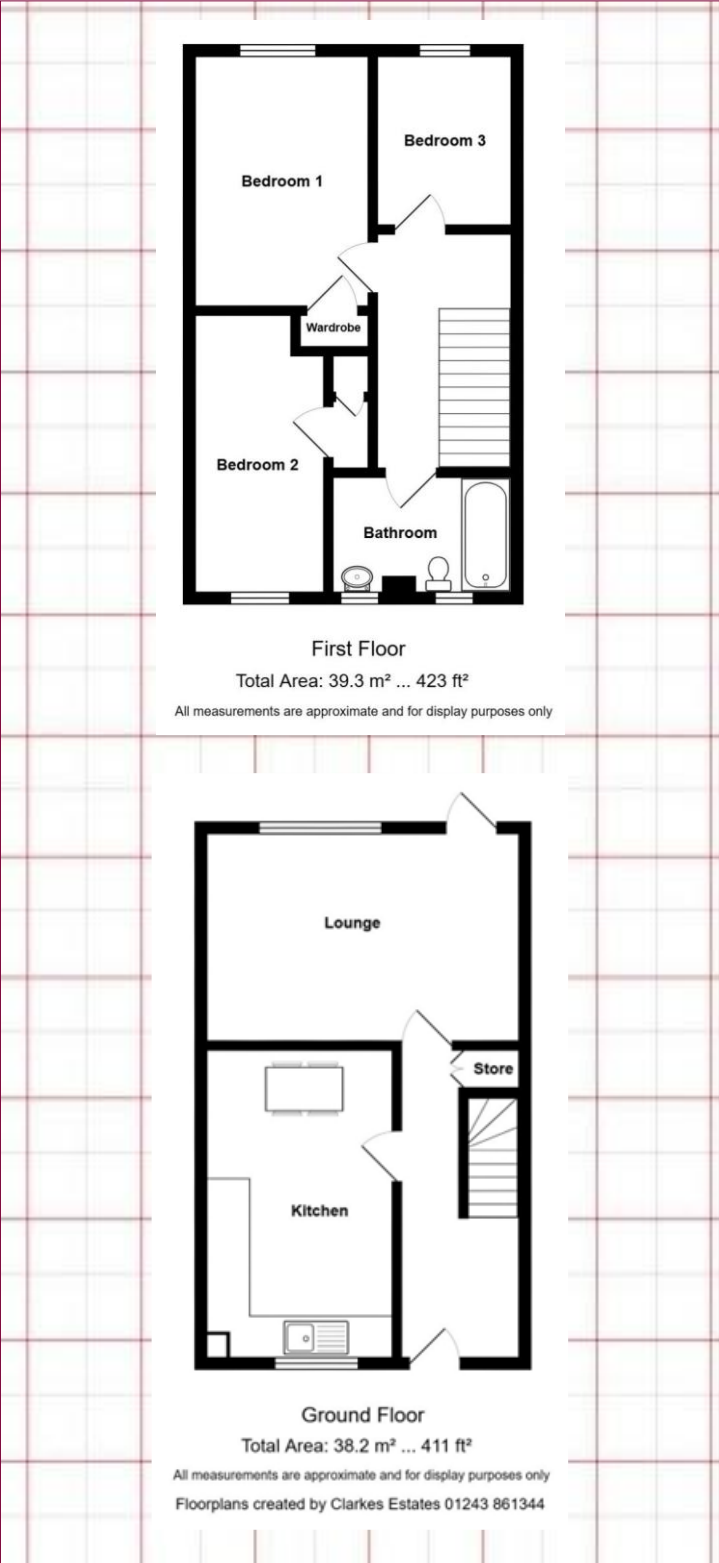 Bedroom 3
Bedroom 1
Wardrobe
Bedroom 2
Bathroom
First Floor
Total Area: 39.3 m² ... 423 ft²
All measurements are approximate and for display purposes only
Lounge
Store
Kitchen
Ground Floor
Total Area: 38.2 m² ... 411 ft²
All measurements are approximate and for display purposes only
Floorplans created by Clarkes Estates 01243 861344